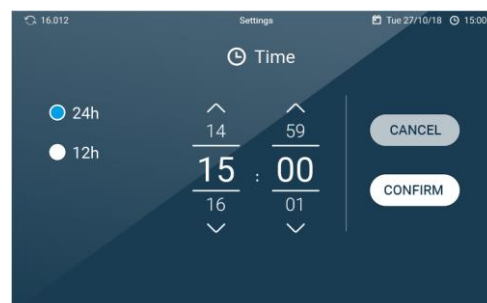 16.012 Settings Tue 27/10/18 15:00
Time
24h
12h
14 59
15 : 00
16 01
CANCEL
CONFIRM